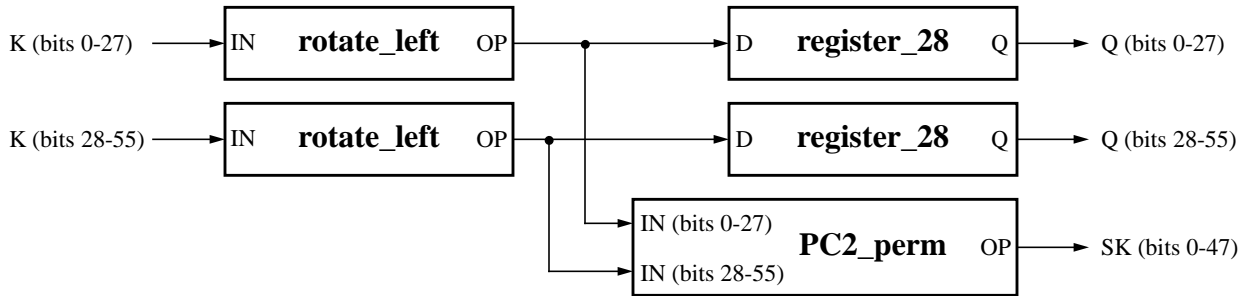 K (bits 0-27) IN rotate_left OP D register_28 Q Q (bits 0-27)
K (bits 28-55) IN rotate_left OP D register_28 Q Q (bits 28-55)
IN (bits 0-27)
PC2_perm OP SK (bits 0-47)
IN (bits 28-55)